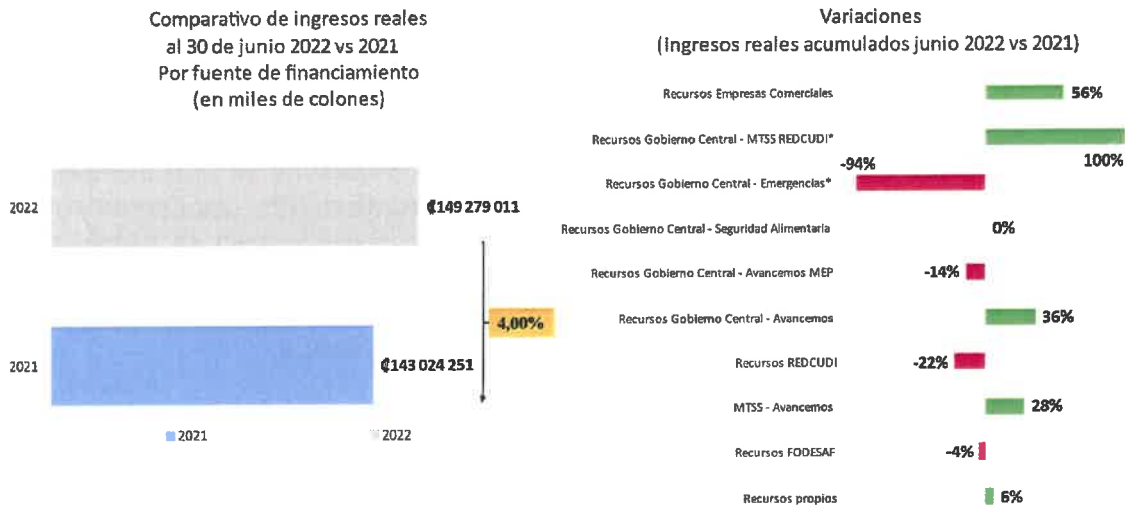 Comparativo de ingresos reales
al 30 de junio 2022 vs 2021
Por fuente de financiamiento
(en miles de colones)
2022
₡149 279 011
4,00%
2021
₡143 024 251
2021
2022
Variaciones
(Ingresos reales acumulados junio 2022 vs 2021)
Recursos Empresas Comerciales
56%
Recursos Gobierno Central - MTSS REDCUDI*
100%
-94%
Recursos Gobierno Central - Emergencias*
Recursos Gobierno Central - Seguridad Alimentaria
0%
Recursos Gobierno Central - Avancemos MEP
-14%
Recursos Gobierno Central - Avancemos
36%
Recursos REDCUDI
-22%
MTSS - Avancemos
28%
Recursos FODESAF
-4%
Recursos propios
6%